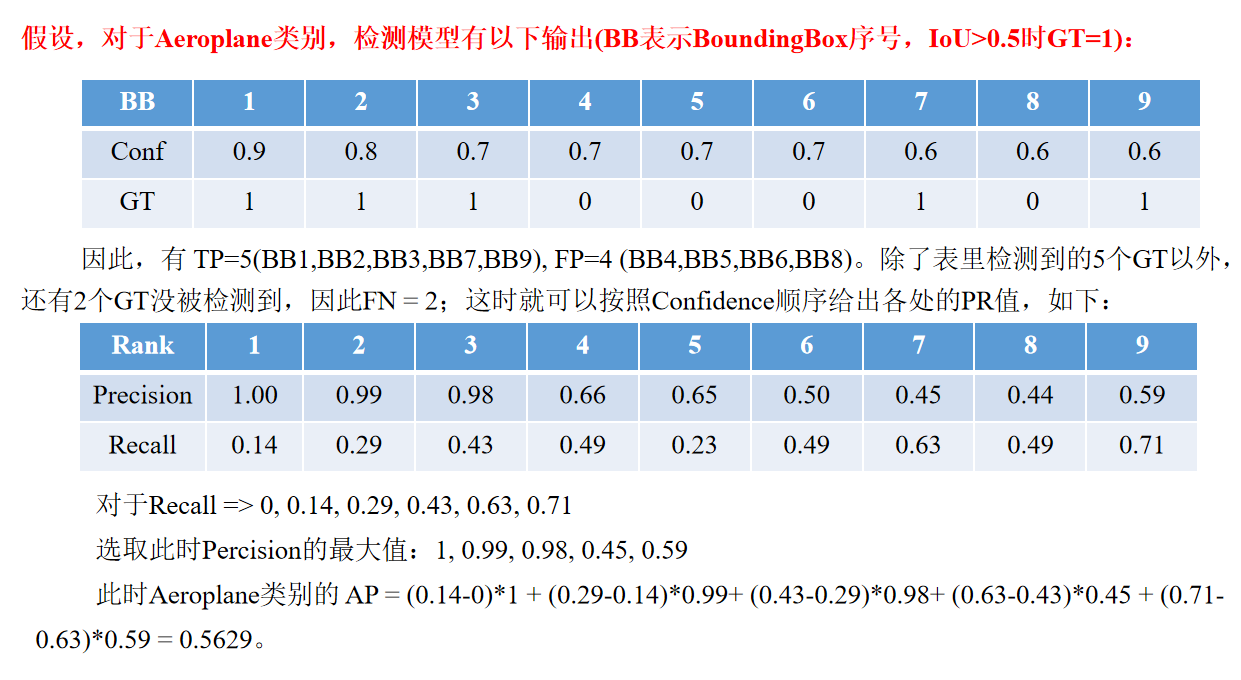 假设，对于Aeroplane类别，检测模型有以下输出(BB表示BoundingBox序号，IoU>0.5时GT=1)：
BB 1 2 3 4 5 6 7 8 9
Conf 0.9 0.8 0.7 0.7 0.7 0.7 0.6 0.6 0.6
GT 1 1 1 0 0 0 1 0 1
因此，有 TP=5(BB1,BB2,BB3,BB7,BB9), FP=4 (BB4,BB5,BB6,BB8)。除了表里检测到的5个GT以外，
还有2个GT没被检测到，因此FN = 2；这时就可以按照Confidence顺序给出各处的PR值，如下：
Rank 1 2 3 4 5 6 7 8 9
Precision 1.00 0.99 0.98 0.66 0.65 0.50 0.45 0.44 0.59
Recall 0.14 0.29 0.43 0.49 0.23 0.49 0.63 0.49 0.71
对于Recall => 0, 0.14, 0.29, 0.43, 0.63, 0.71
选取此时Percision的最大值：1, 0.99, 0.98, 0.45, 0.59
此时Aeroplane类别的 AP = (0.14-0)*1 + (0.29-0.14)*0.99+ (0.43-0.29)*0.98+ (0.63-0.43)*0.45 + (0.71-
0.63)*0.59 = 0.5629。